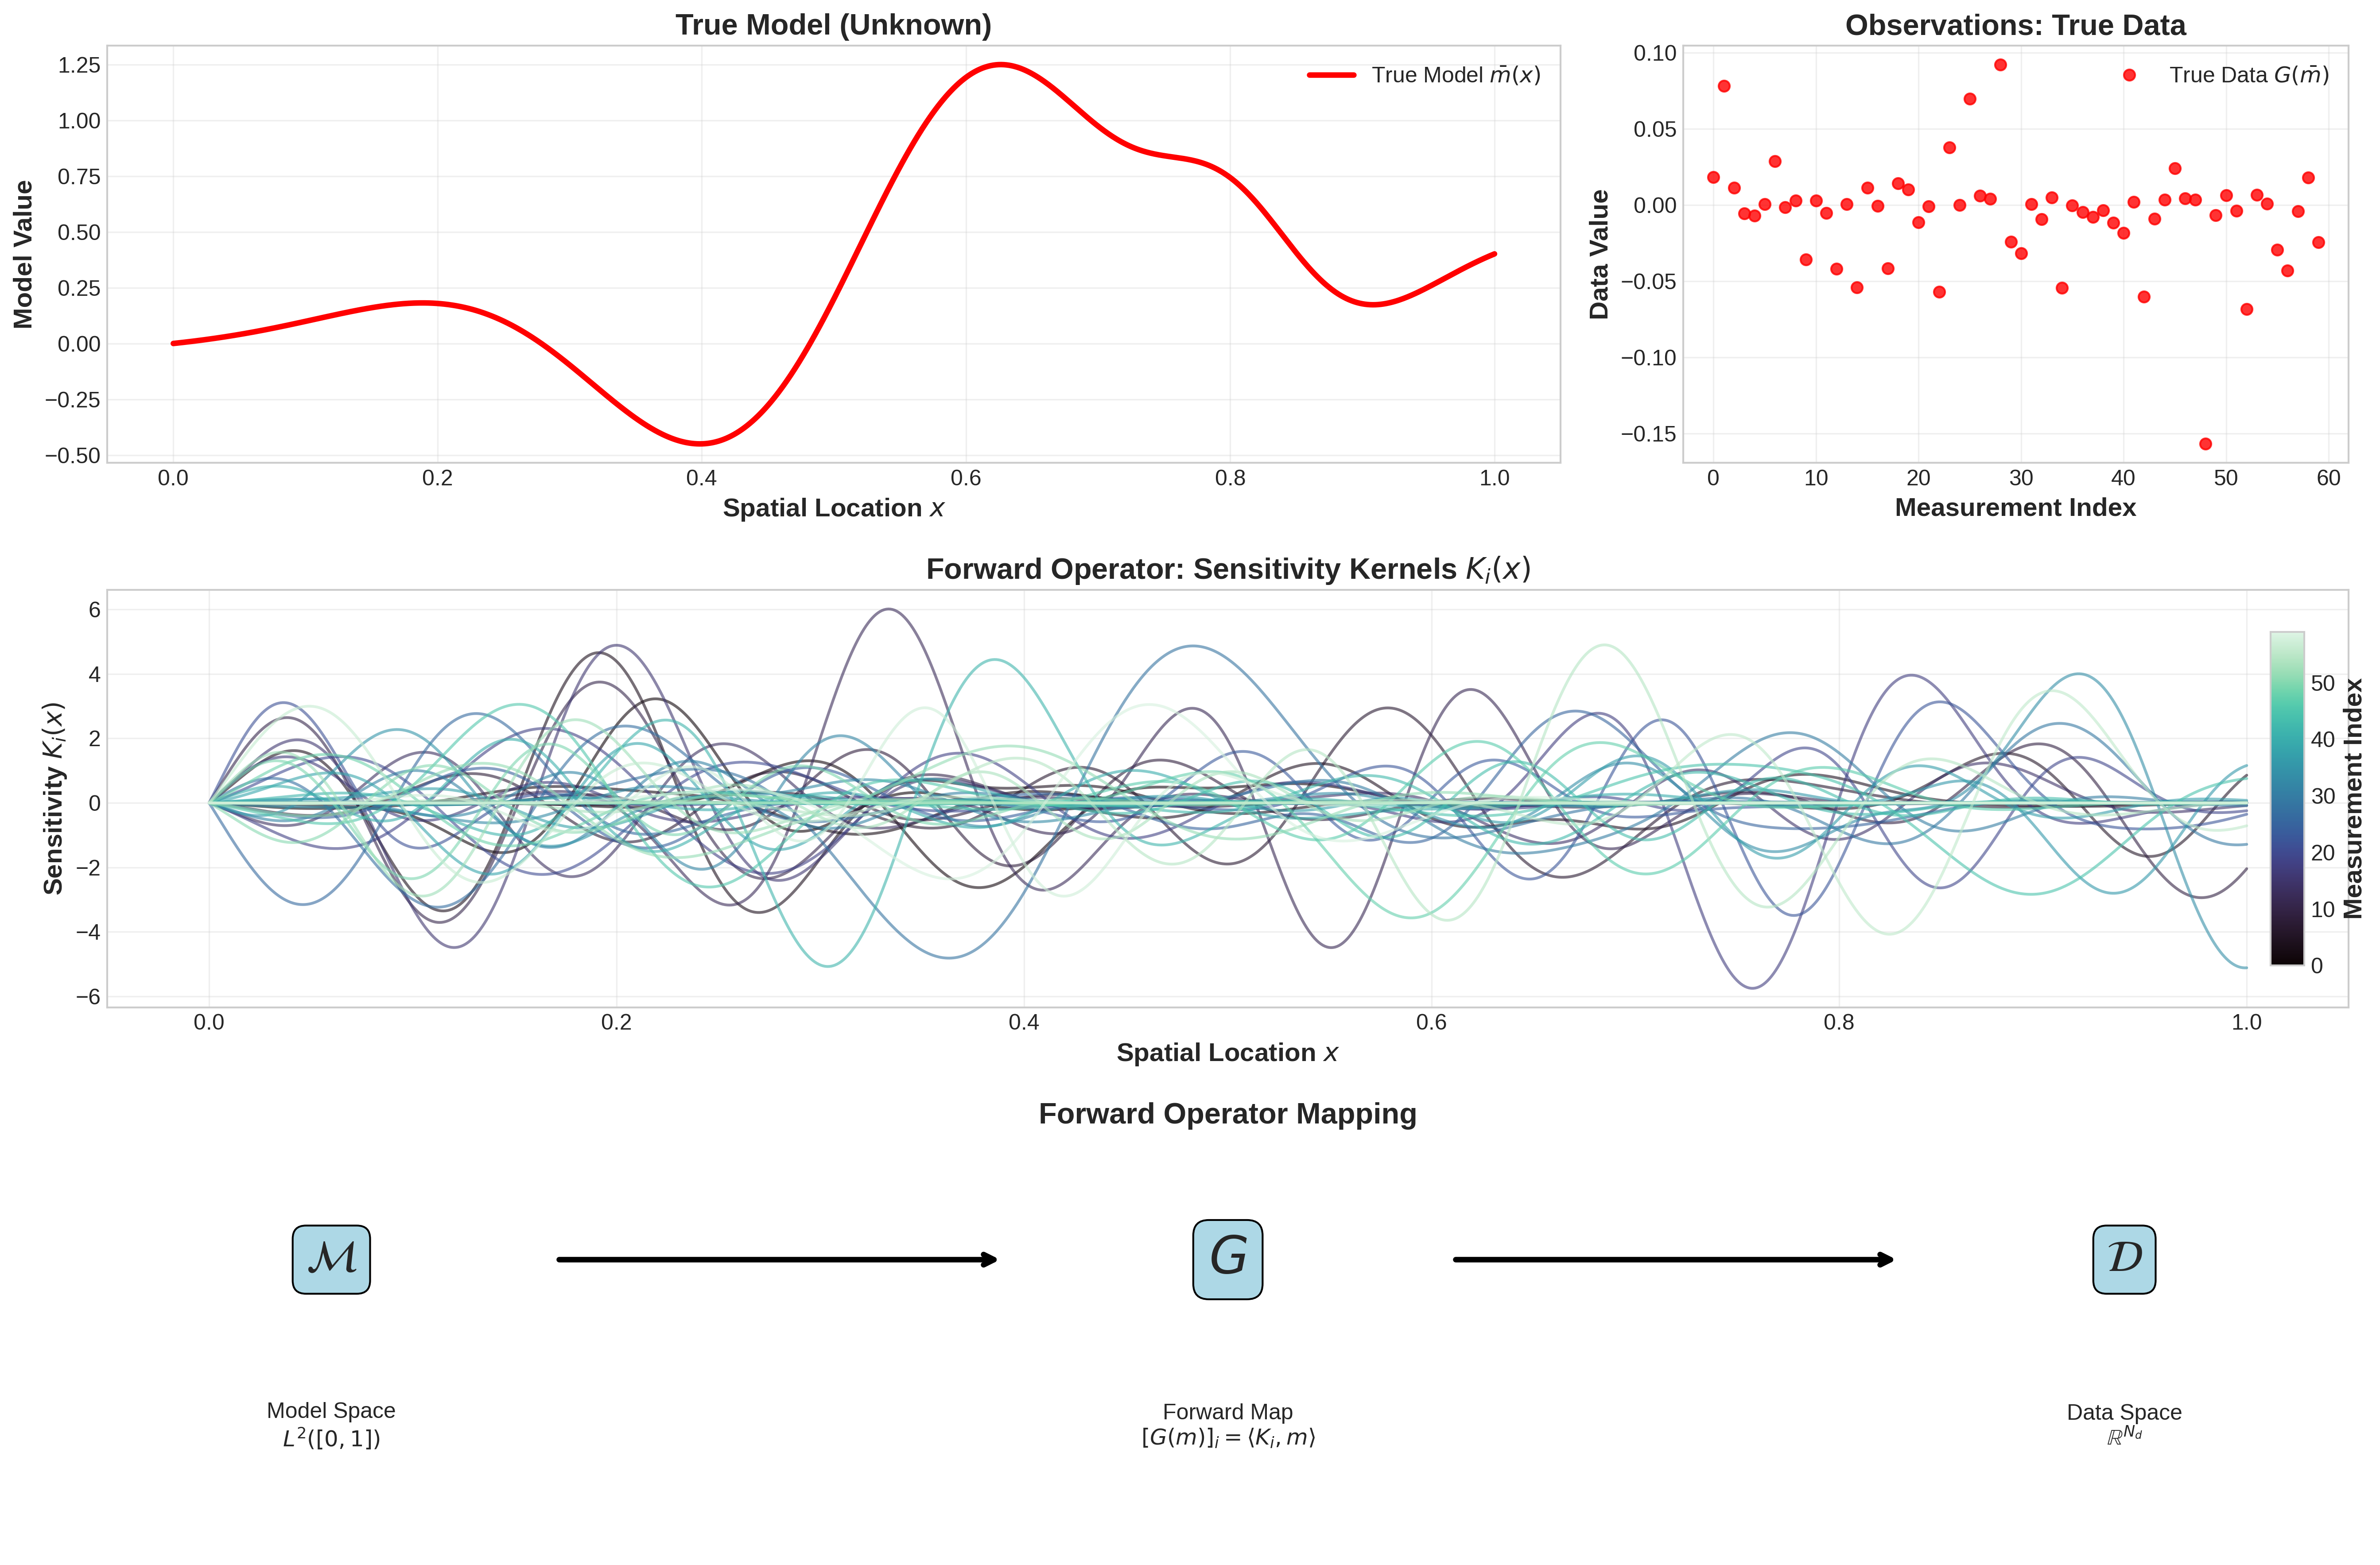 True Model (Unknown)
1.25
1.00
0.75
0.50
0.25
0.00
−0.25
−0.50
Model Value
0.0
0.2
0.4
0.6
0.8
1.0
Spatial Location x
True Model m̄(x)
Observations: True Data
0.10
0.05
0.00
−0.05
−0.10
−0.15
Data Value
0
10
20
30
40
50
60
Measurement Index
True Data G(m̄)
Forward Operator: Sensitivity Kernels Kᵢ(x)
6
4
2
0
−2
−4
−6
Sensitivity Kᵢ(x)
0.0
0.2
0.4
0.6
0.8
1.0
Spatial Location x
50
40
30
20
10
0
Measurement Index
Forward Operator Mapping
ℳ
G
𝒟
Model Space
L²([0, 1])
Forward Map
[G(m)]ᵢ = ⟨Kᵢ, m⟩
Data Space
ℝ^{N_d}